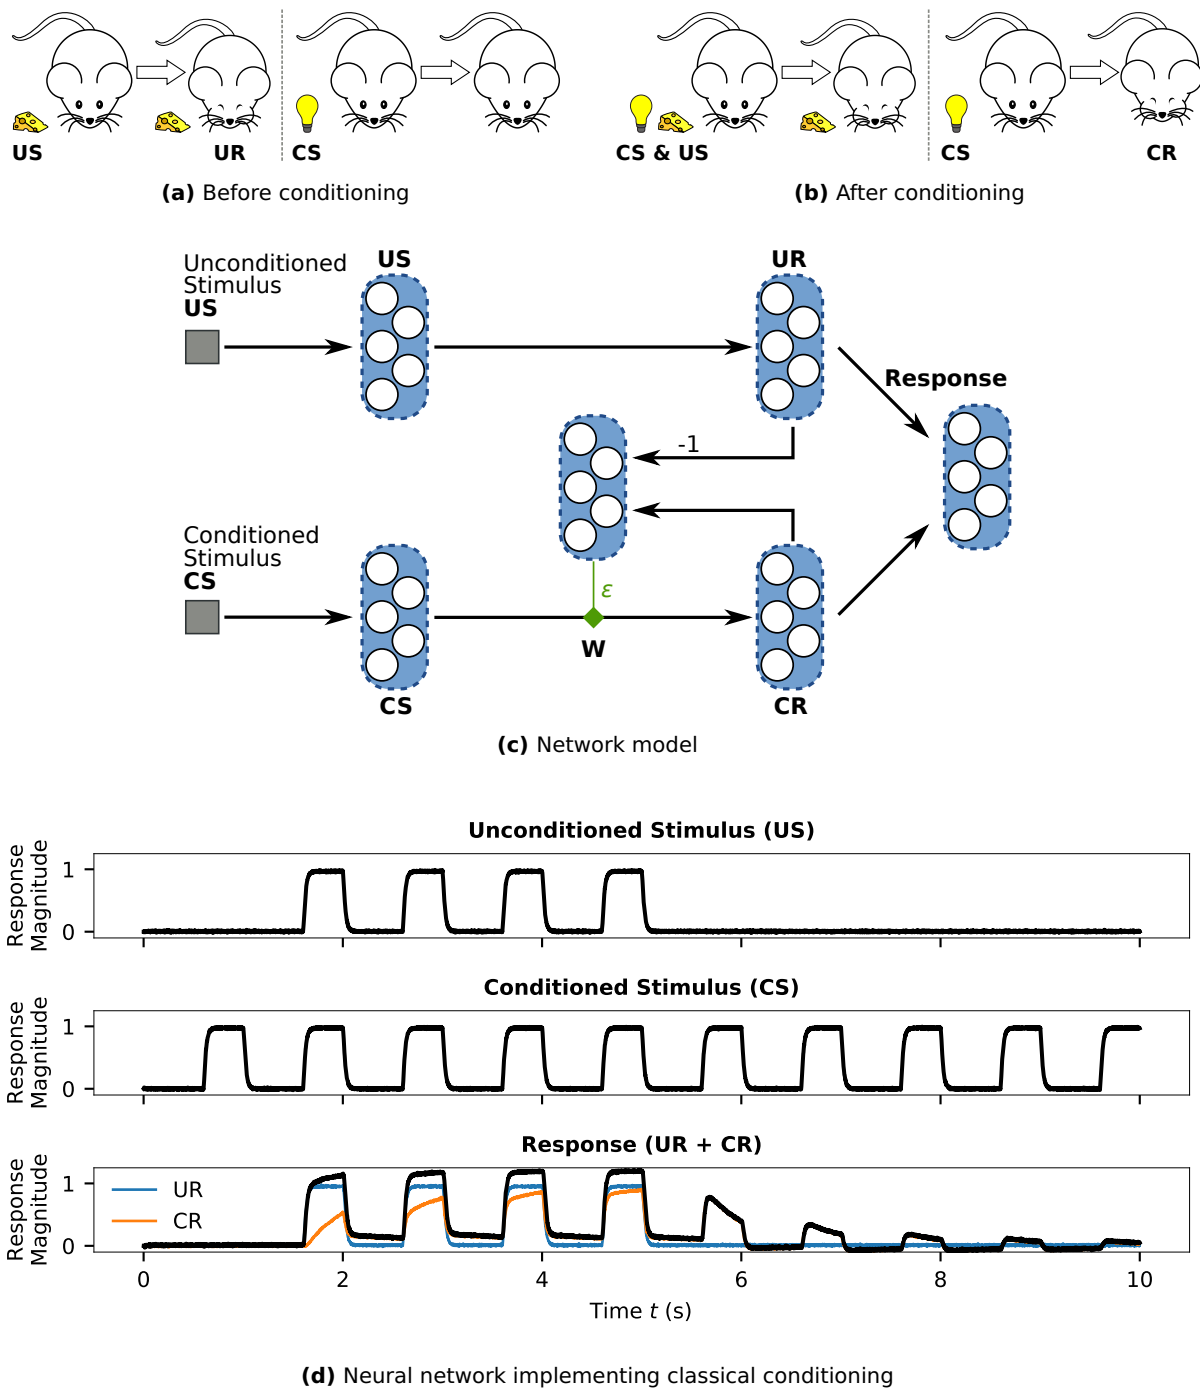 US
UR
CS
CS & US
CS
CR
(a) Before conditioning
(b) After conditioning
Unconditioned
Stimulus
US
US
UR
Response
-1
Conditioned
Stimulus
CS
ε
W
CS
CR
(c) Network model
Unconditioned Stimulus (US)
Response
Magnitude
1
0
Conditioned Stimulus (CS)
Response
Magnitude
1
0
Response (UR + CR)
Response
Magnitude
1
0
UR
CR
0 2 4 6 8 10
Time t (s)
(d) Neural network implementing classical conditioning